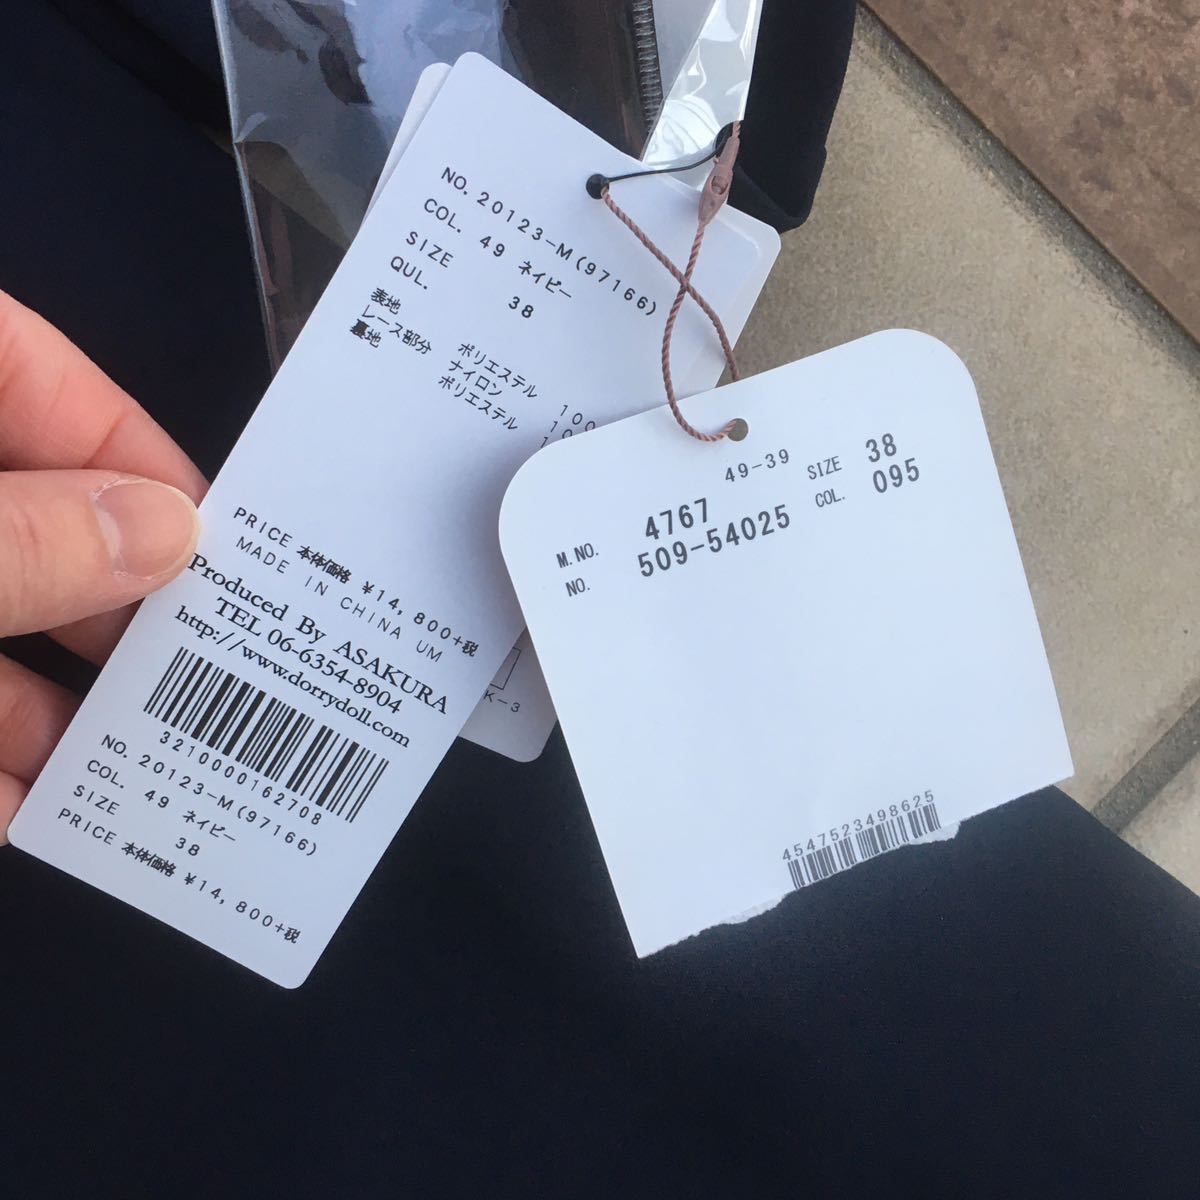 NO. 20123-M(97166)
COL. 49 ネイビー
SIZE 38
QUL.
表地 ポリエステル 100
レース部分 ナイロン 10
裏地 ポリエステル 1
PRICE 本体価格 ¥14,800+税
MADE IN CHINA UM
Produced By ASAKURA
TEL 06-6354-8904
http://www.dorrydoll.com
3210000162708
NO. 20123-M(97166)
COL. 49 ネイビー
SIZE 38
PRICE 本体価格 ¥14,800+税
K-3
49-39
M.NO. 4767 SIZE 38
NO. 509-54025 COL. 095
4547523498625